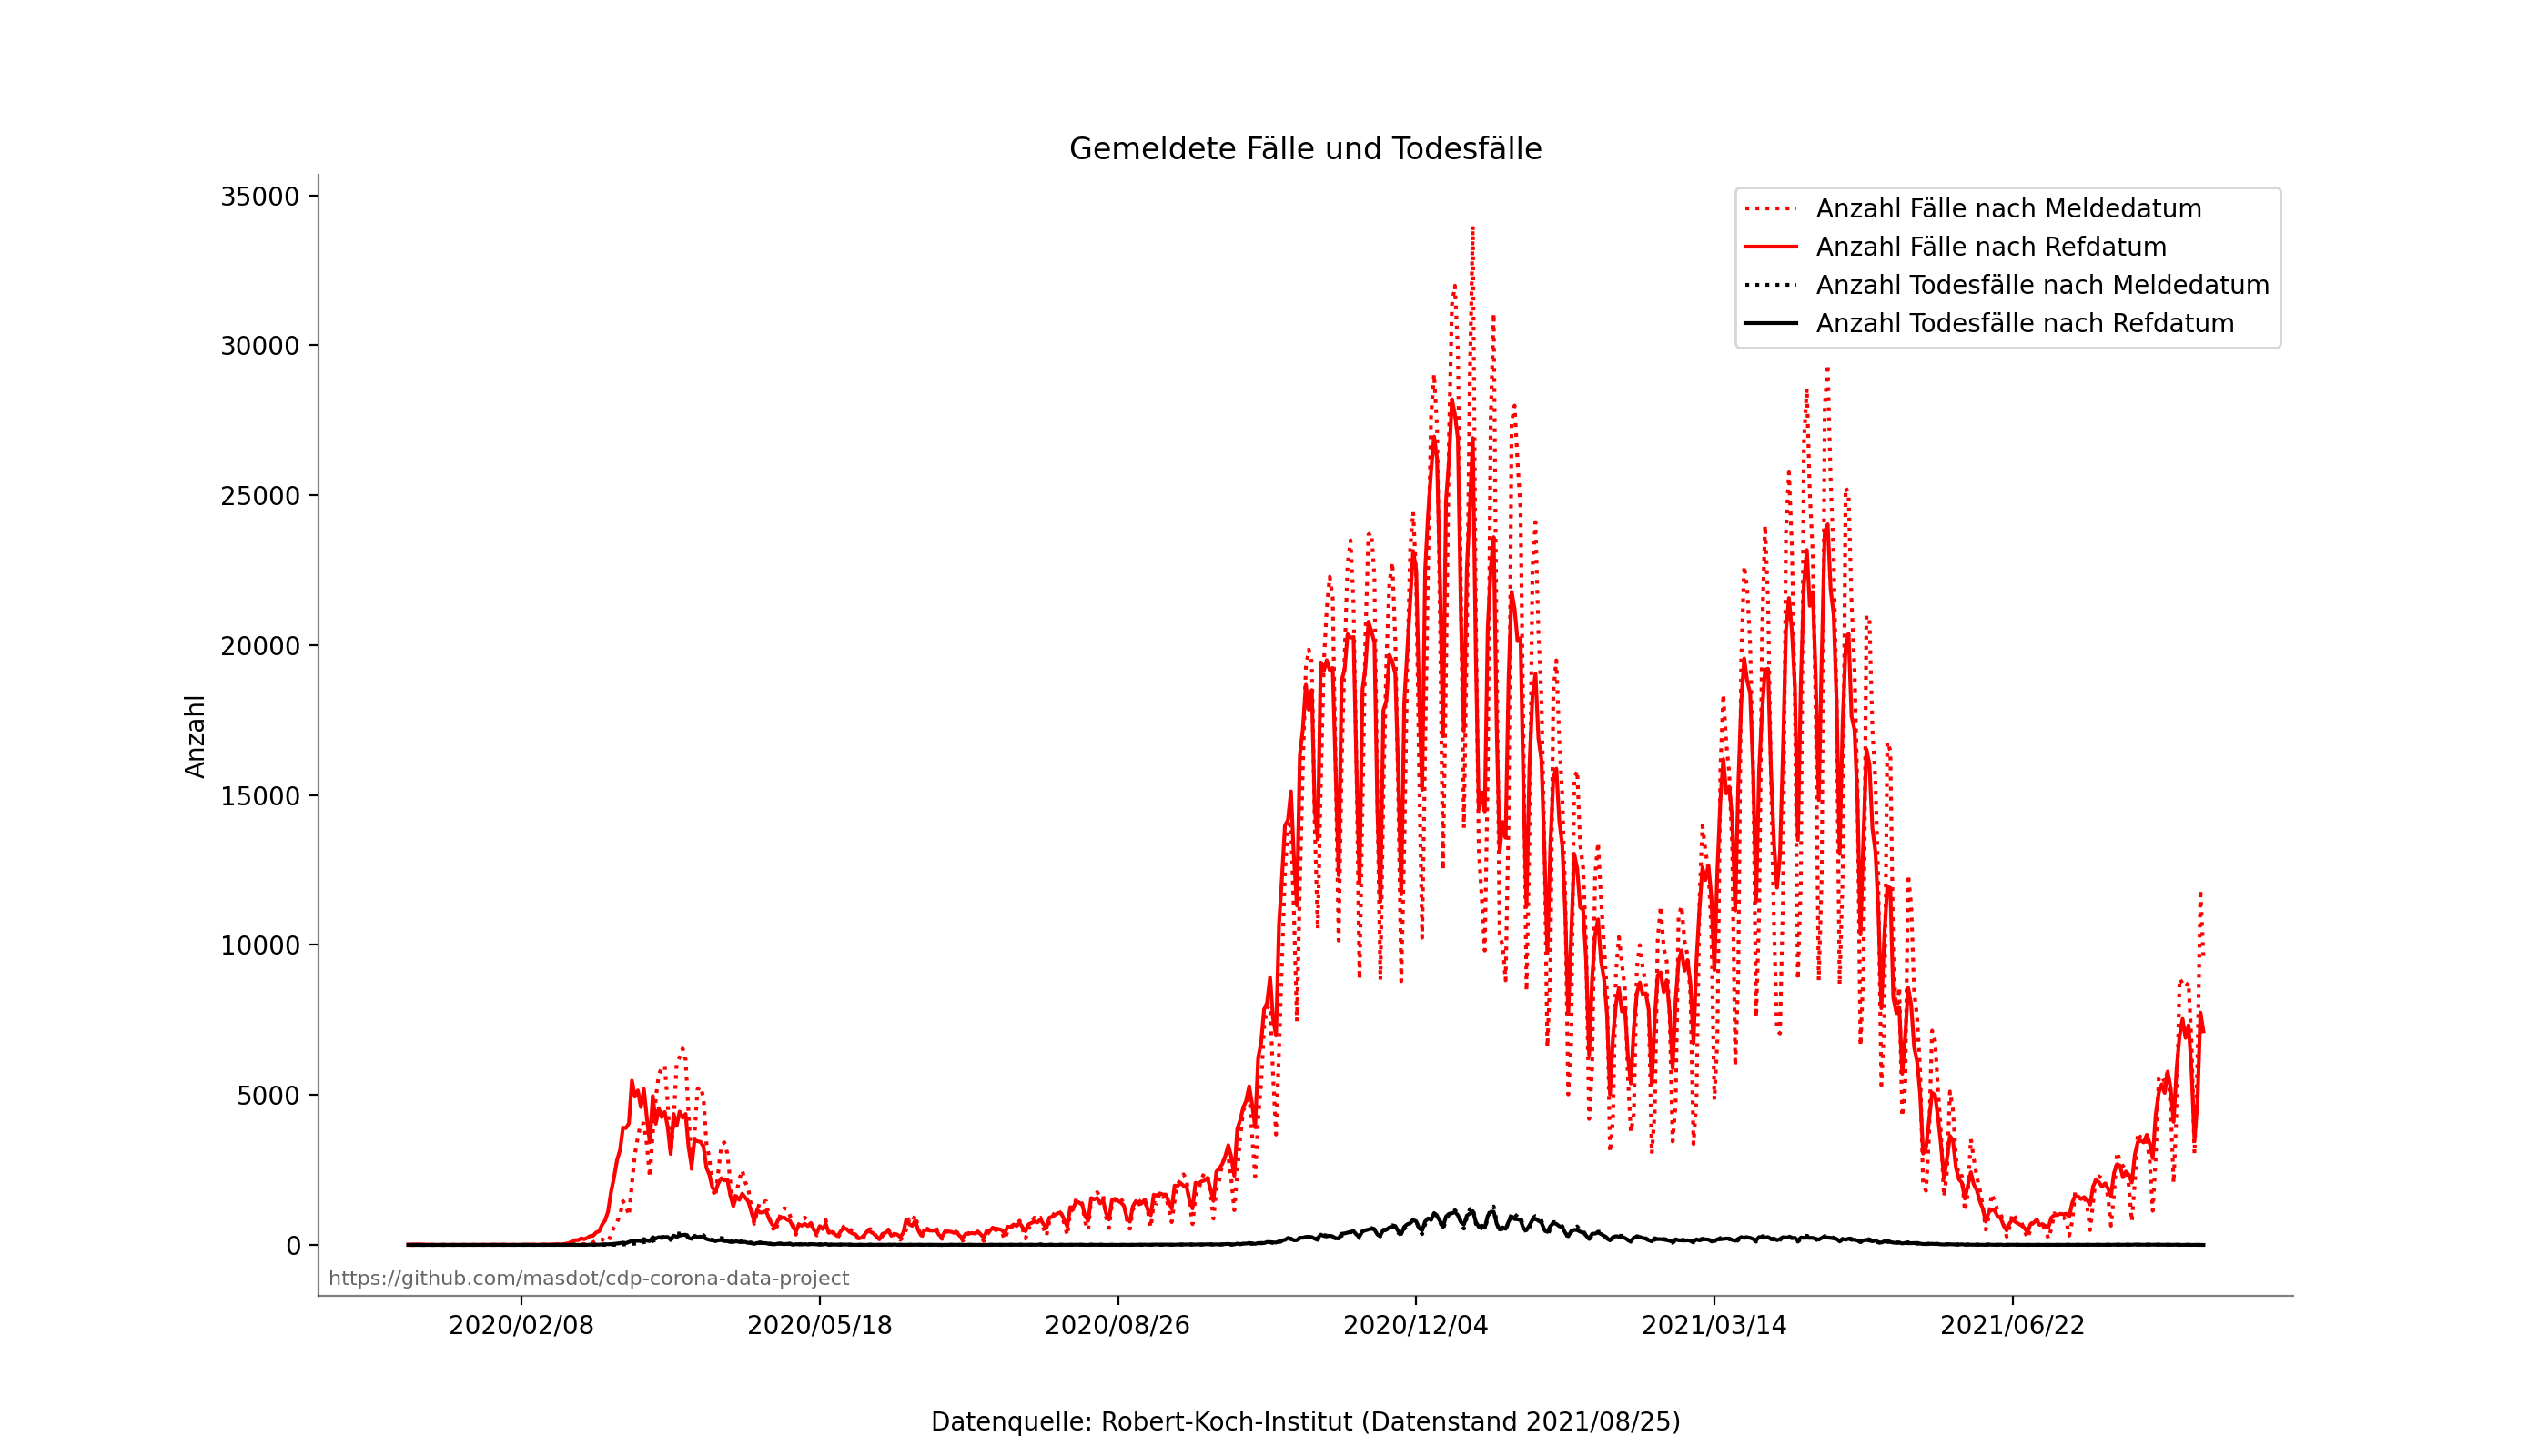 Gemeldete Fälle und Todesfälle
35000
30000
25000
20000
15000
10000
5000
0
Anzahl
Anzahl Fälle nach Meldedatum
Anzahl Fälle nach Refdatum
Anzahl Todesfälle nach Meldedatum
Anzahl Todesfälle nach Refdatum
https://github.com/masdot/cdp-corona-data-project
2020/02/08 2020/05/18 2020/08/26 2020/12/04 2021/03/14 2021/06/22
Datenquelle: Robert-Koch-Institut (Datenstand 2021/08/25)